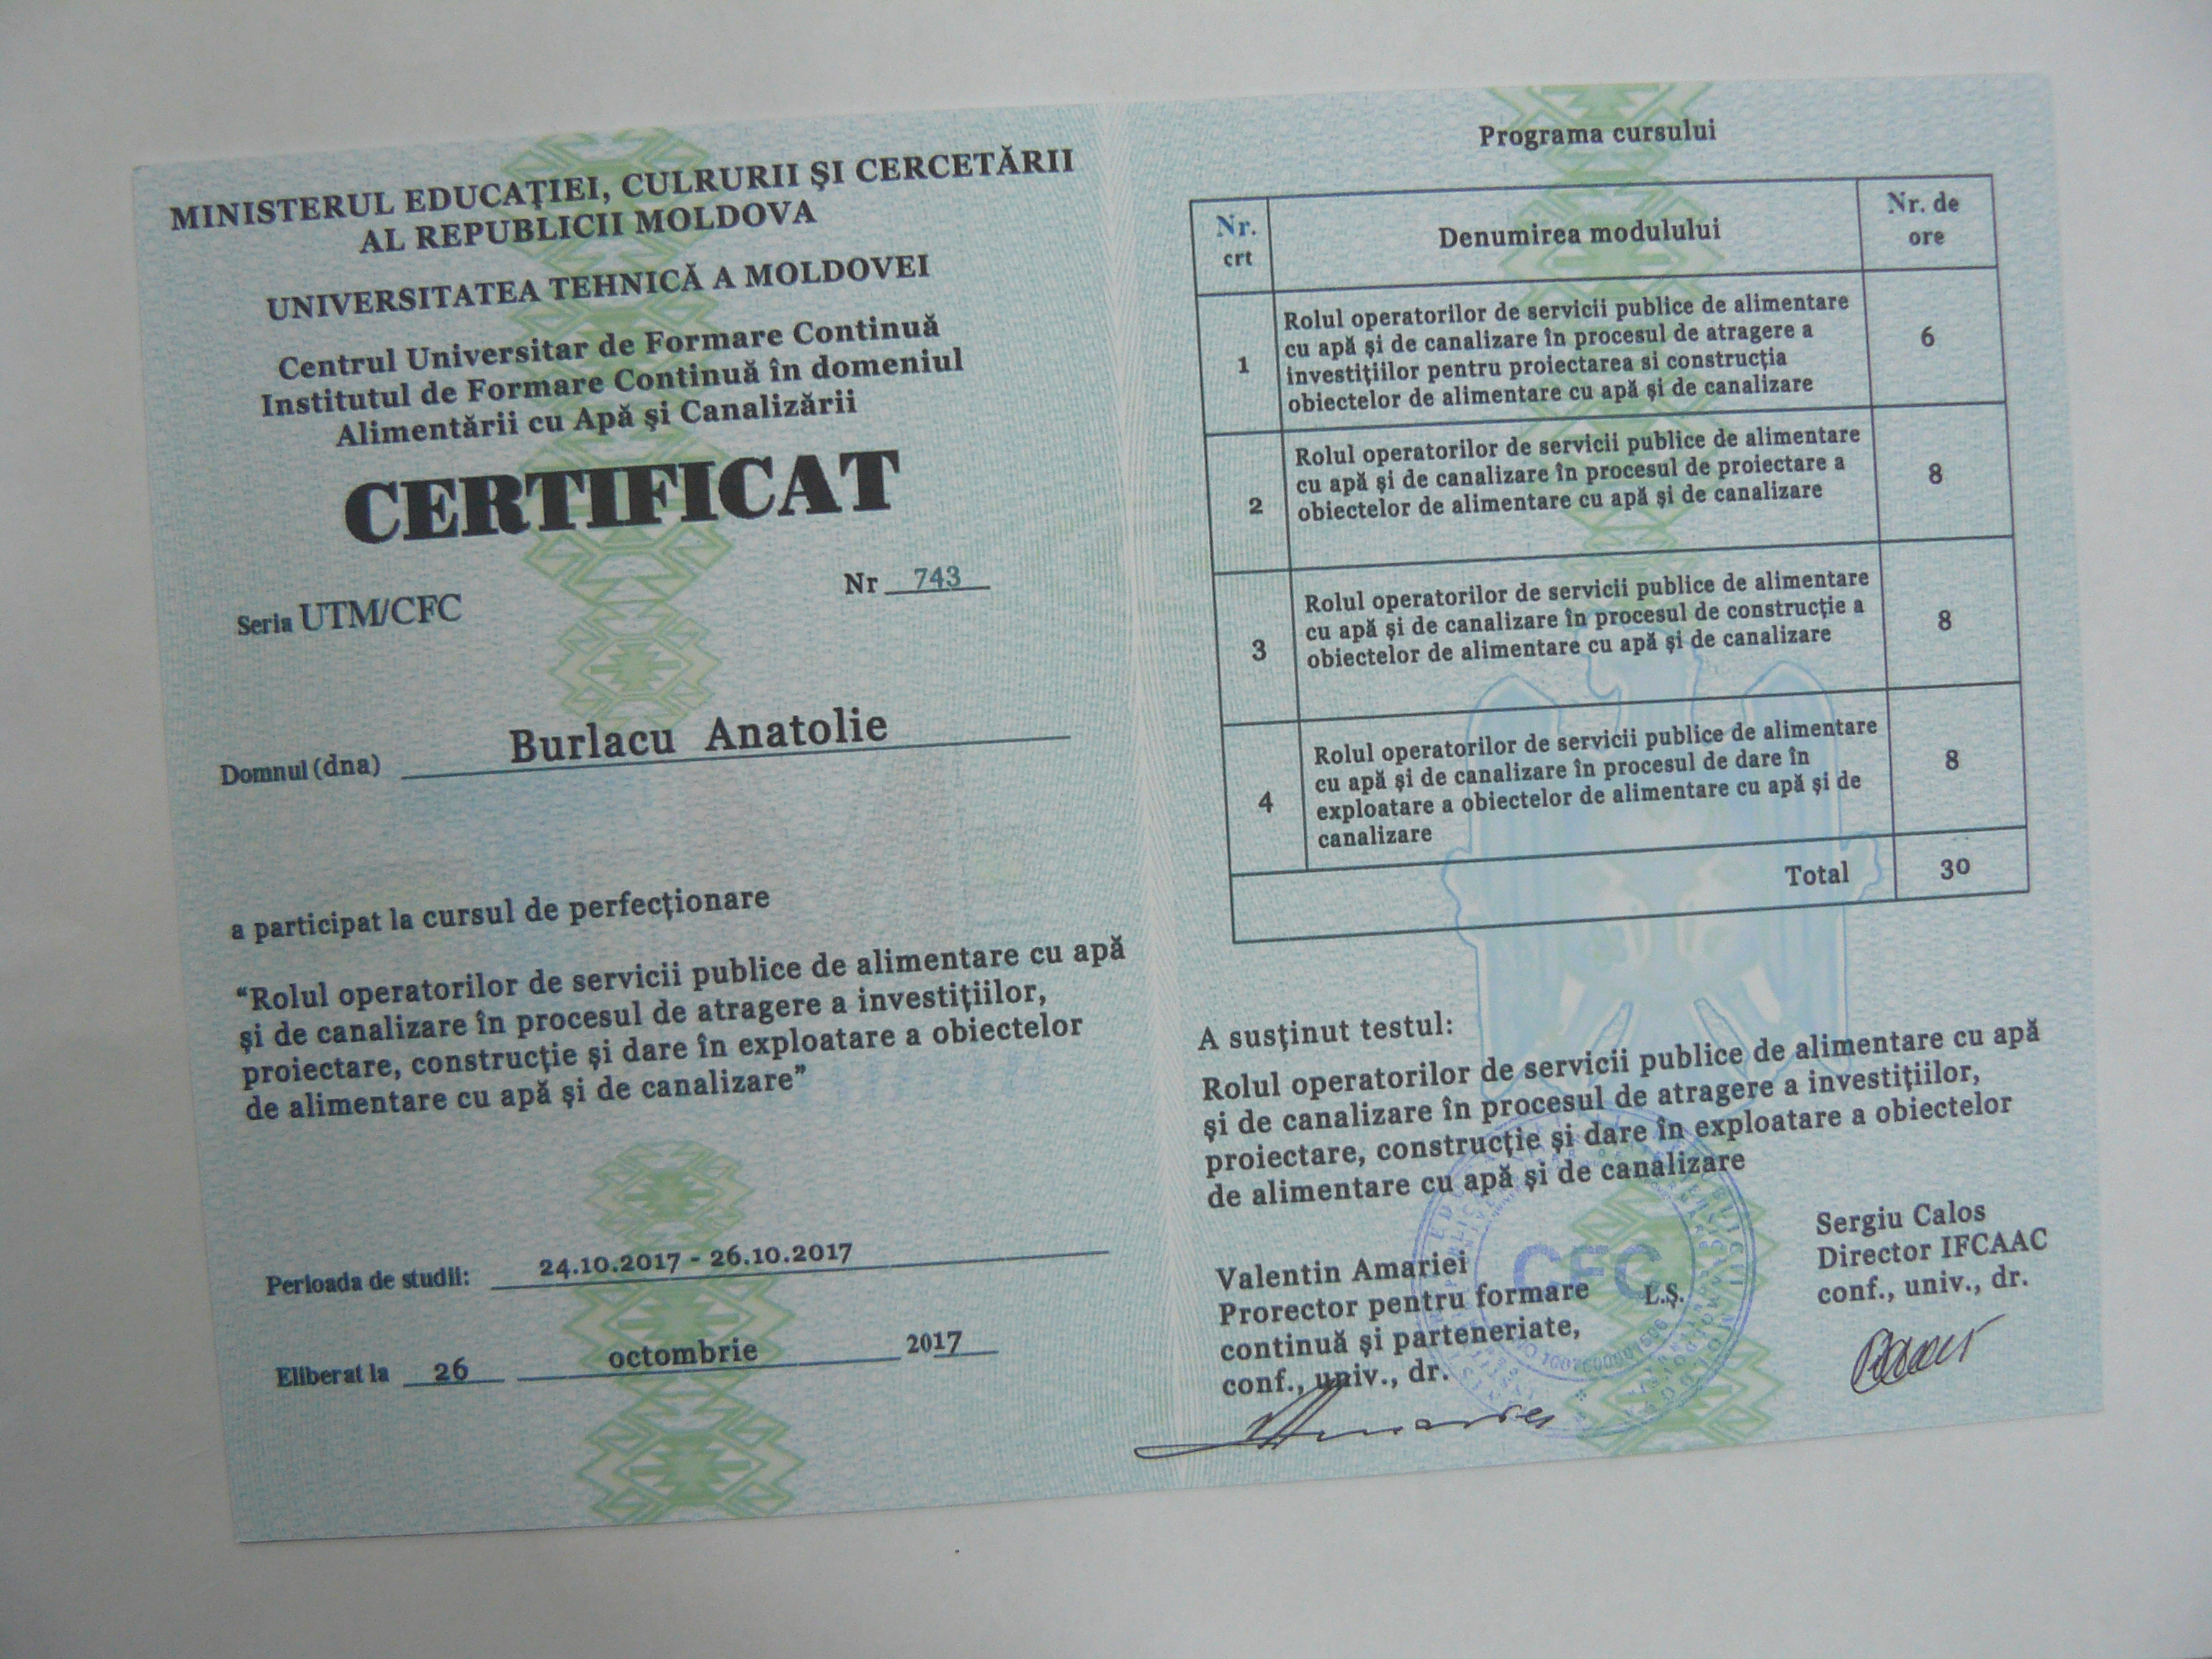 MINISTERUL EDUCAŢIEI, CULRURII ŞI CERCETĂRII
AL REPUBLICII MOLDOVA
UNIVERSITATEA TEHNICĂ A MOLDOVEI
Centrul Universitar de Formare Continuă
Institutul de Formare Continuă în domeniul
Alimentării cu Apă şi Canalizării
CERTIFICAT
Seria UTM/CFC Nr 743
Domnul (dna) Burlacu Anatolie
a participat la cursul de perfecţionare
“Rolul operatorilor de servicii publice de alimentare cu apă
şi de canalizare în procesul de atragere a investiţiilor,
proiectare, construcţie şi dare în exploatare a obiectelor
de alimentare cu apă şi de canalizare”
Perioada de studii: 24.10.2017 - 26.10.2017
Eliberat la 26 octombrie 2017
Programa cursului
Nr. crt Denumirea modulului Nr. de ore
1 Rolul operatorilor de servicii publice de alimentare
cu apă şi de canalizare în procesul de atragere a
investiţiilor pentru proiectarea si construcţia
obiectelor de alimentare cu apă şi de canalizare 6
2 Rolul operatorilor de servicii publice de alimentare
cu apă şi de canalizare în procesul de proiectare a
obiectelor de alimentare cu apă şi de canalizare 8
3 Rolul operatorilor de servicii publice de alimentare
cu apă şi de canalizare în procesul de construcţie a
obiectelor de alimentare cu apă şi de canalizare 8
4 Rolul operatorilor de servicii publice de alimentare
cu apă şi de canalizare în procesul de dare în
exploatare a obiectelor de alimentare cu apă şi de
canalizare 8
Total 30
A susţinut testul:
Rolul operatorilor de servicii publice de alimentare cu apă
şi de canalizare în procesul de atragere a investiţiilor,
proiectare, construcţie şi dare în exploatare a obiectelor
de alimentare cu apă şi de canalizare
Valentin Amariei
Prorector pentru formare
continuă şi parteneriate,
conf., univ., dr.
CFC
L.Ş.
Sergiu Calos
Director IFCAAC
conf., univ., dr.